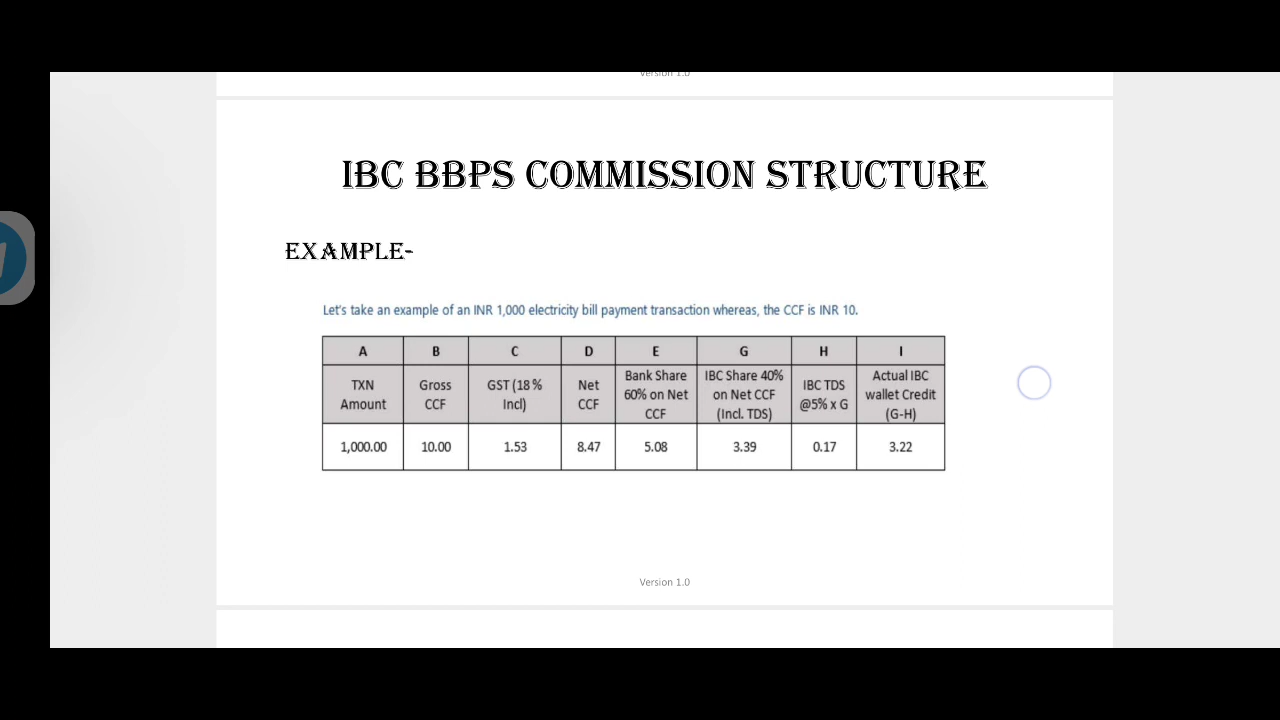 Version 1.0
IBC BBPS COMMISSION STRUCTURE
EXAMPLE-
Let's take an example of an INR 1,000 electricity bill payment transaction whereas, the CCF is INR 10.
A B C D E G H I
TXN Amount Gross CCF GST (18% Incl) Net CCF Bank Share 60% on Net CCF IBC Share 40% on Net CCF (Incl. TDS) IBC TDS @5% x G Actual IBC wallet Credit (G-H)
1,000.00 10.00 1.53 8.47 5.08 3.39 0.17 3.22
Version 1.0